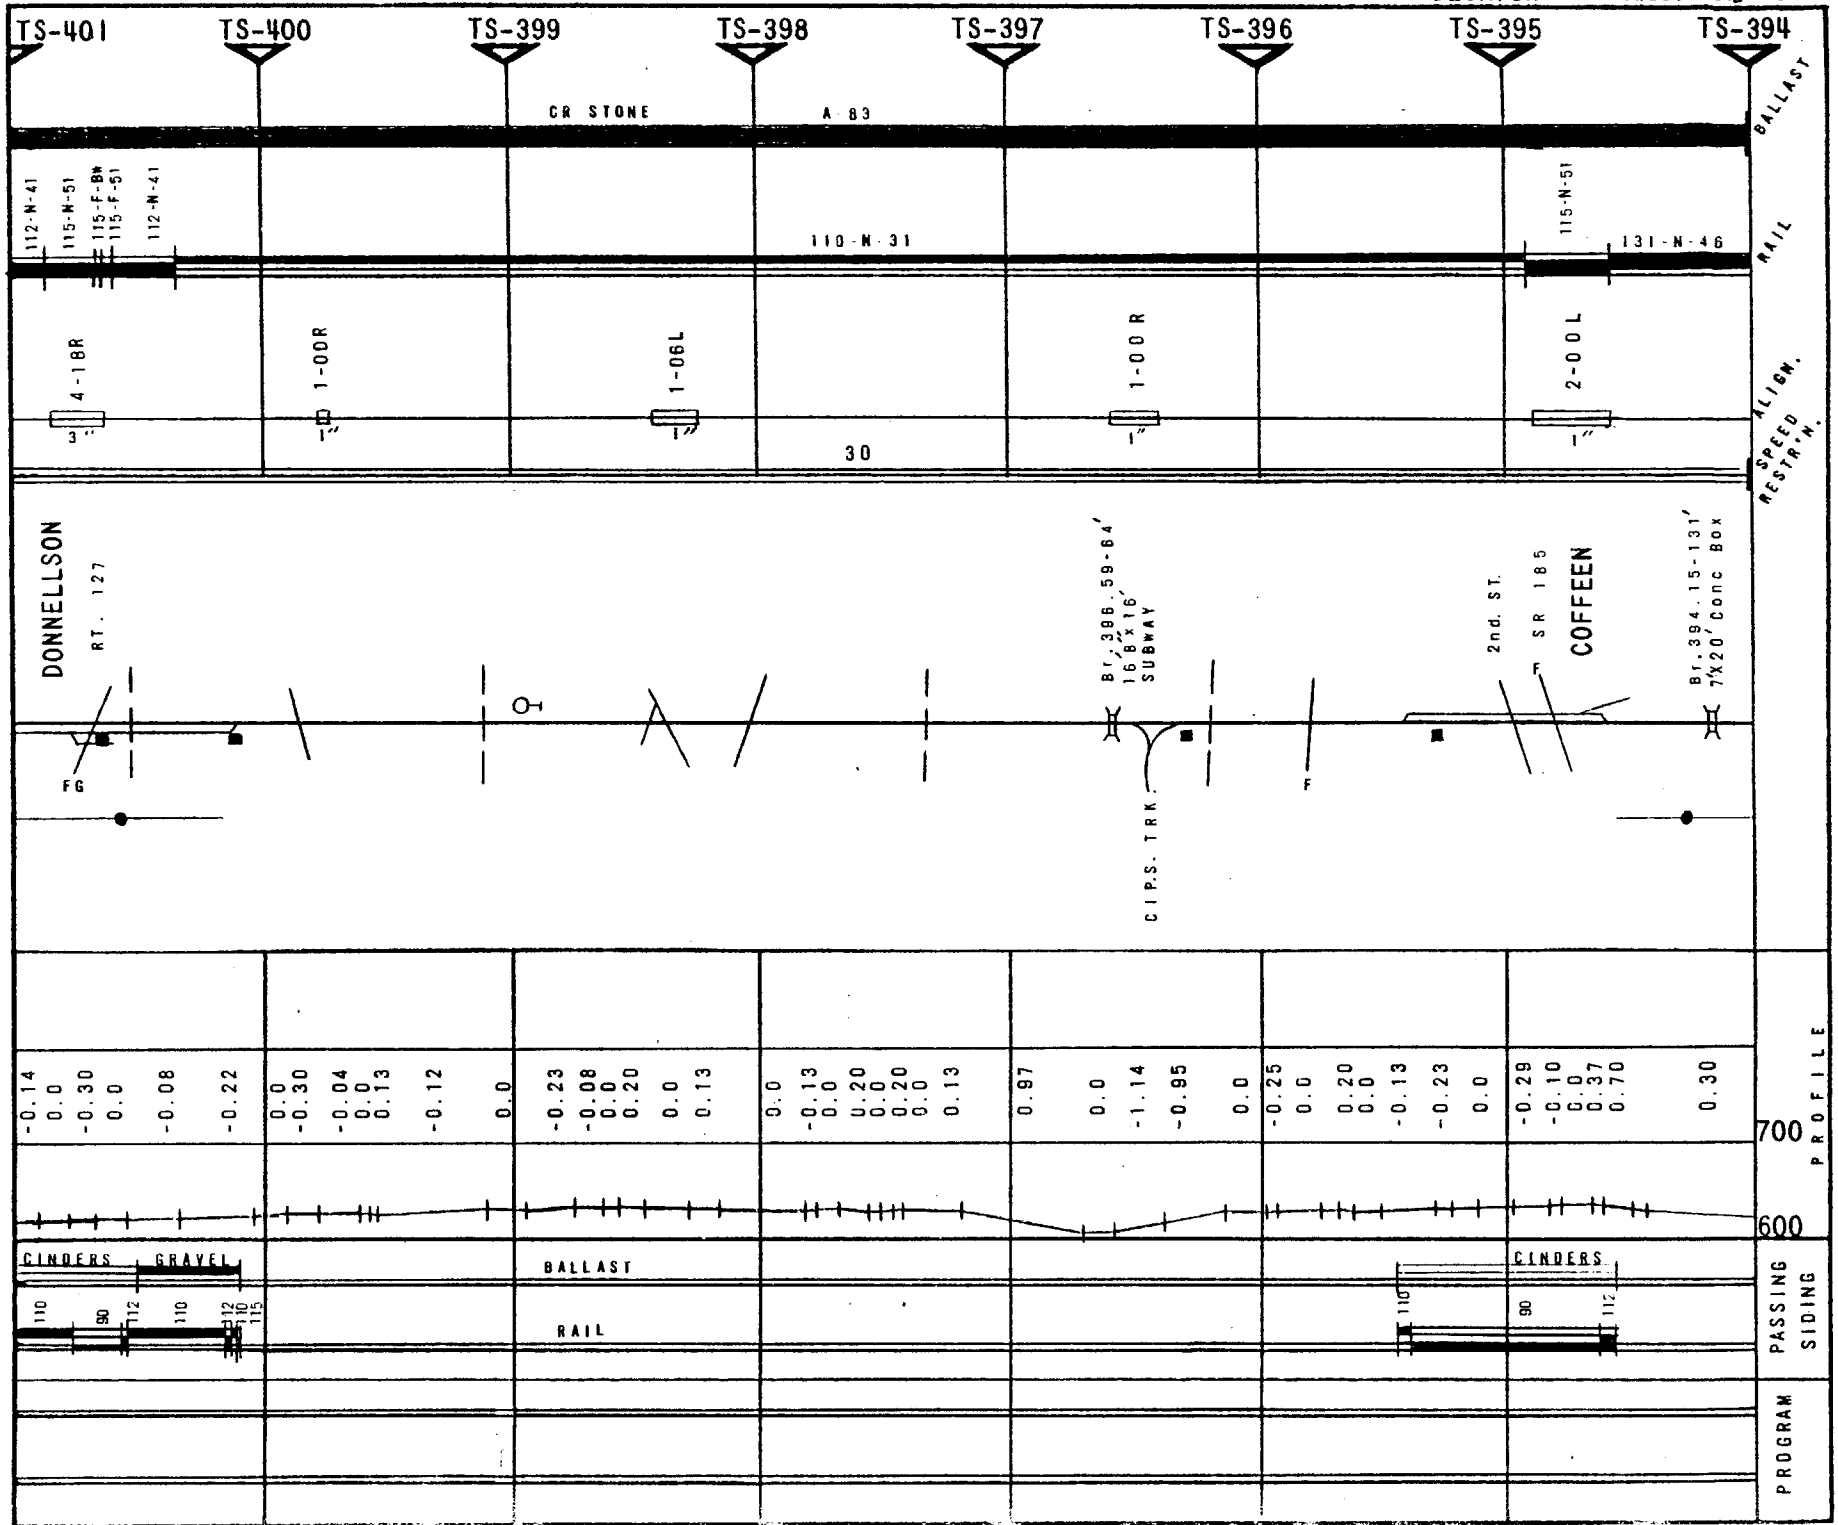 TS-401 TS-400 TS-399 TS-398 TS-397 TS-396 TS-395 TS-394
CR STONE A-83
BALLAST
112-N-41
115-N-51
115-F-BW
115-F-51
112-N-41
110-N-31
115-N-51
131-N-46
RAIL
4-18R
1-00R
1-06L
1-00R
2-00L
ALIGN.
3"
1"
1"
1"
1"
30
SPEED
RESTR'N.
DONNELLSON
RT. 127
Br. 396.59-64'
SUBWAY
2nd. ST.
F SR 185
COFFEEN
Br. 394.15-131'
7'X20' Conc Box
FG
F
C.I.P.S. TRK.
-0.14
0.0
-0.30
0.0
-0.08
-0.22
0.0
-0.30
-0.04
0.0
0.13
-0.12
0.0
-0.23
-0.08
0.0
0.20
0.0
0.13
0.0
-0.13
0.0
0.20
0.0
0.20
0.0
0.13
0.97
0.0
-1.14
-0.95
0.0
-0.25
0.0
0.20
0.0
-0.13
-0.23
0.0
-0.29
-0.10
0.0
0.37
0.70
0.30
PROFILE
700
600
CINDERS GRAVEL BALLAST CINDERS
110
90
112
110
112
110
115
RAIL
110
90
112
PASSING
SIDING
PROGRAM